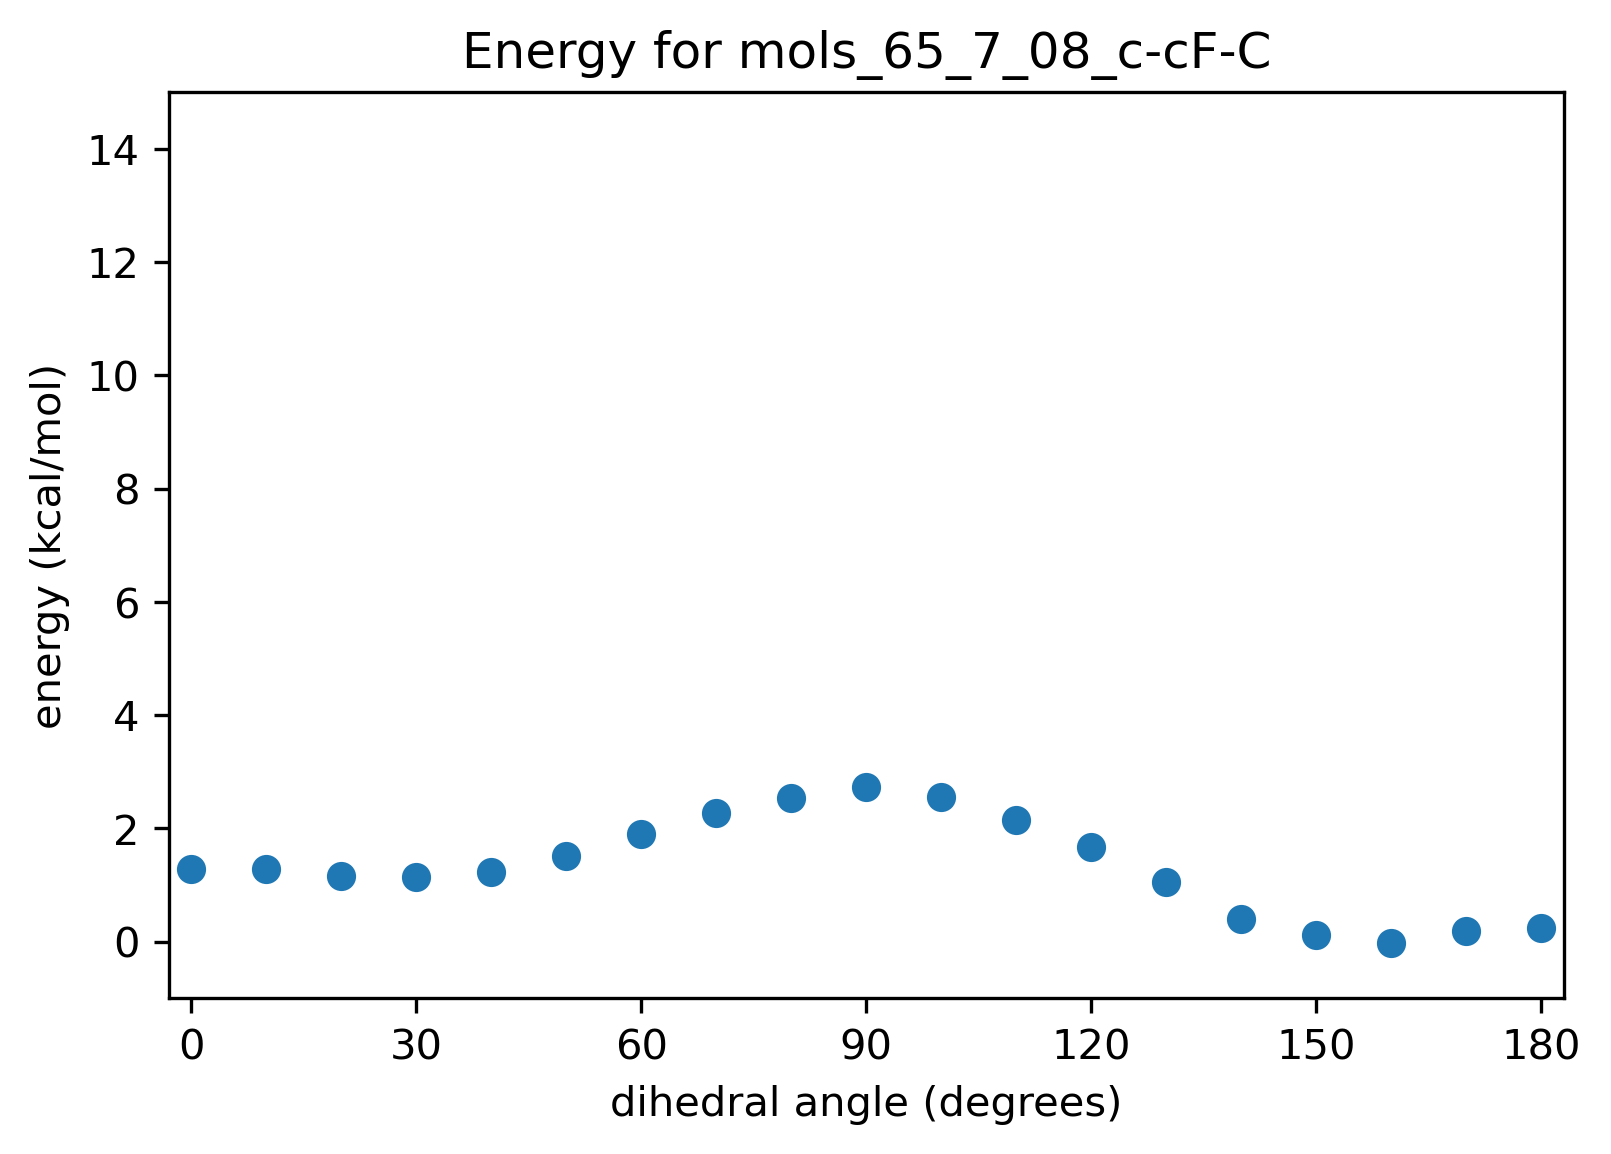 Energy for mols_65_7_08_c-cF-C
14
12
10
8
6
4
2
0
energy (kcal/mol)
0 30 60 90 120 150 180
dihedral angle (degrees)